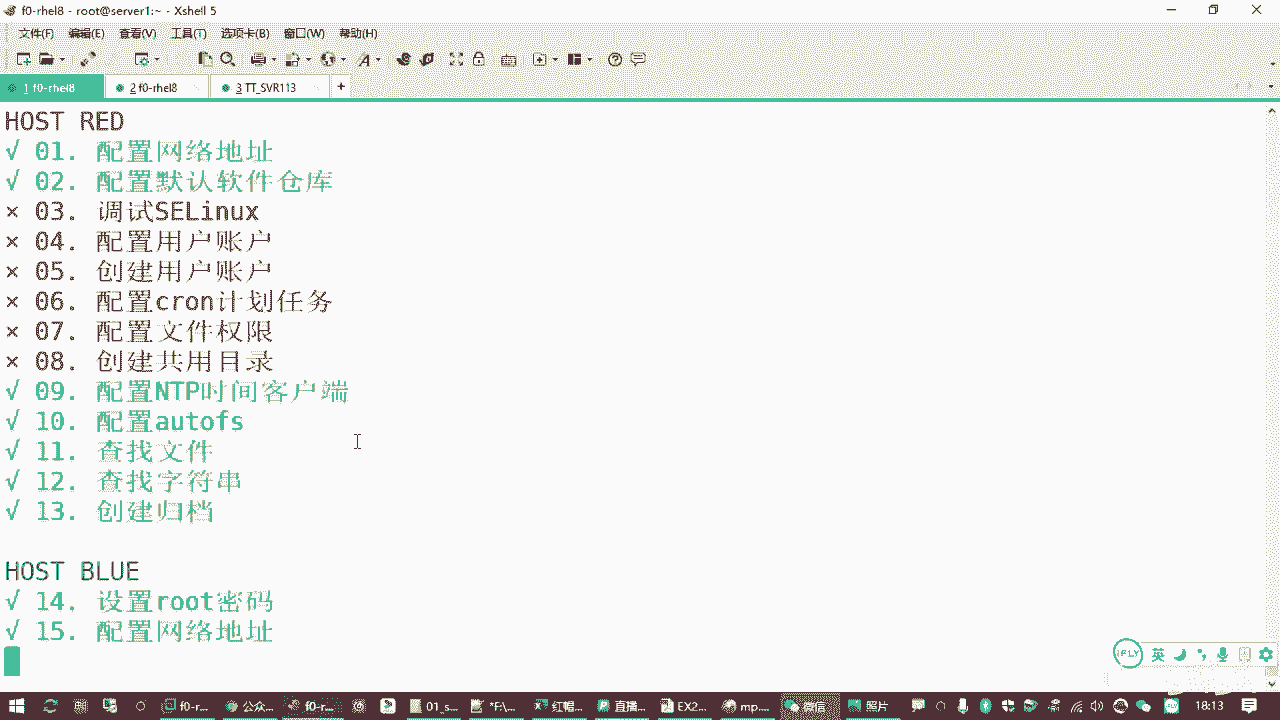 f0-rhel8 - root@server1:~ - Xshell 5
文件(F) 编辑(E) 查看(V) 工具(T) 选项卡(B) 窗口(W) 帮助(H)
1 f0-rhel8 2 f0-rhel8 3 TT_SVR113 +
HOST RED
√ 01. 配置网络地址
√ 02. 配置默认软件仓库
× 03. 调试SELinux
× 04. 配置用户账户
× 05. 创建用户账户
× 06. 配置cron计划任务
× 07. 配置文件权限
× 08. 创建共用目录
√ 09. 配置NTP时间客户端
√ 10. 配置autofs
√ 11. 查找文件
√ 12. 查找字符串
√ 13. 创建归档
HOST BLUE
√ 14. 设置root密码
√ 15. 配置网络地址
iFLY 英
f0-r... 公众... f0-r... 01_s... "F\... 红帽... 直播... EX2... mp... 微信 照片 18:13